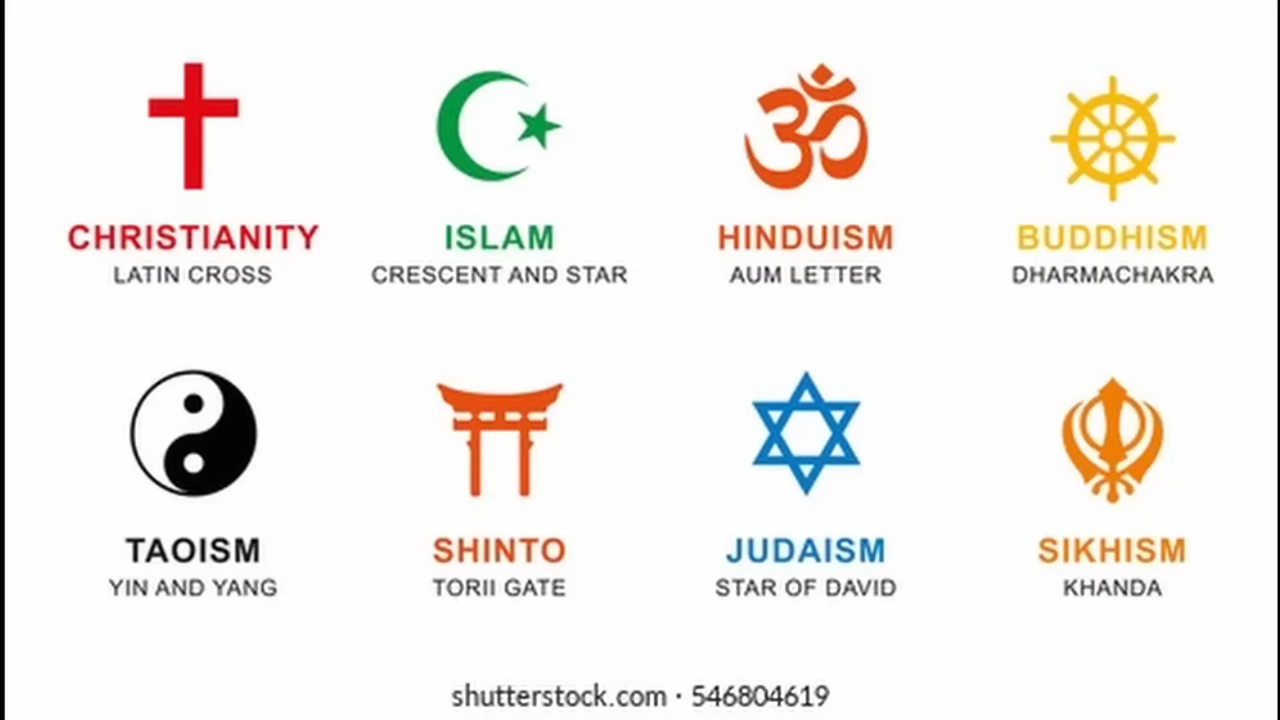 CHRISTIANITY
LATIN CROSS
ISLAM
CRESCENT AND STAR
HINDUISM
AUM LETTER
BUDDHISM
DHARMACHAKRA
TAOISM
YIN AND YANG
SHINTO
TORII GATE
JUDAISM
STAR OF DAVID
SIKHISM
KHANDA
shutterstock.com · 546804619